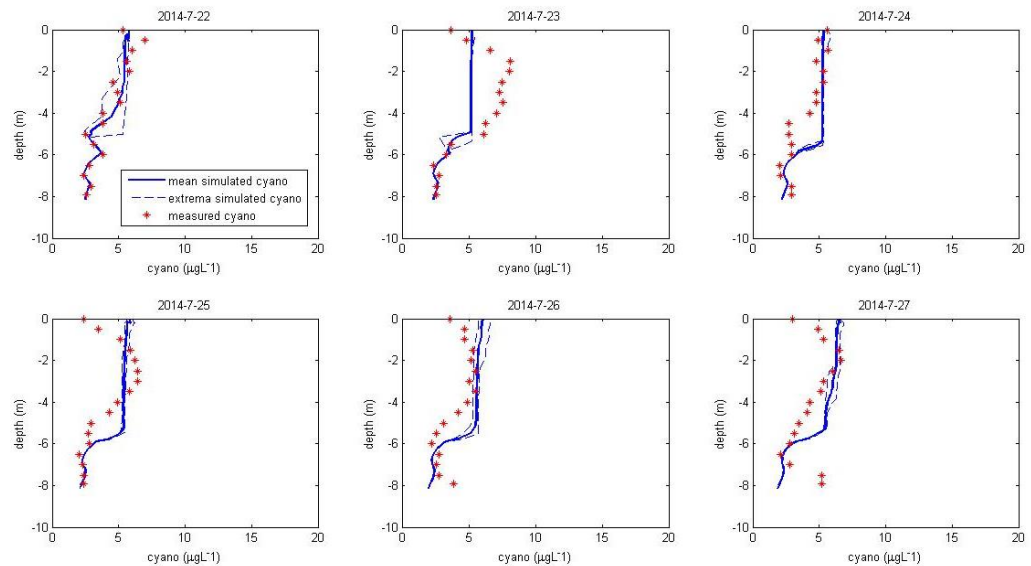 2014-7-22
0
-2
-4
-6
-8
-10
depth (m)
mean simulated cyano
extrema simulated cyano
measured cyano
0 5 10 15 20
cyano (μgL-1)
2014-7-23
0
-2
-4
-6
-8
-10
depth (m)
0 5 10 15 20
cyano (μgL-1)
2014-7-24
0
-2
-4
-6
-8
-10
depth (m)
0 5 10 15 20
cyano (μgL-1)
2014-7-25
0
-2
-4
-6
-8
-10
depth (m)
0 5 10 15 20
cyano (μgL-1)
2014-7-26
0
-2
-4
-6
-8
-10
depth (m)
0 5 10 15 20
cyano (μgL-1)
2014-7-27
0
-2
-4
-6
-8
-10
depth (m)
0 5 10 15 20
cyano (μgL-1)